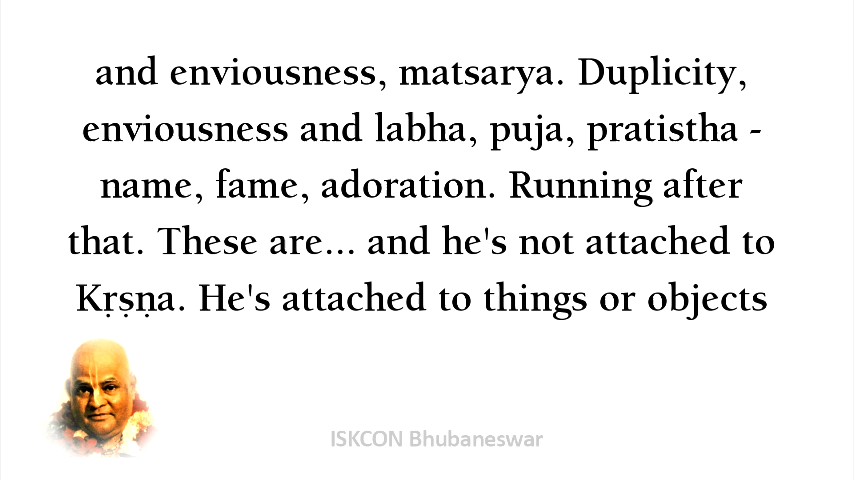 and enviousness, matsarya. Duplicity,
enviousness and labha, puja, pratistha -
name, fame, adoration. Running after
that. These are... and he's not attached to
Kṛṣṇa. He's attached to things or objects
ISKCON Bhubaneswar